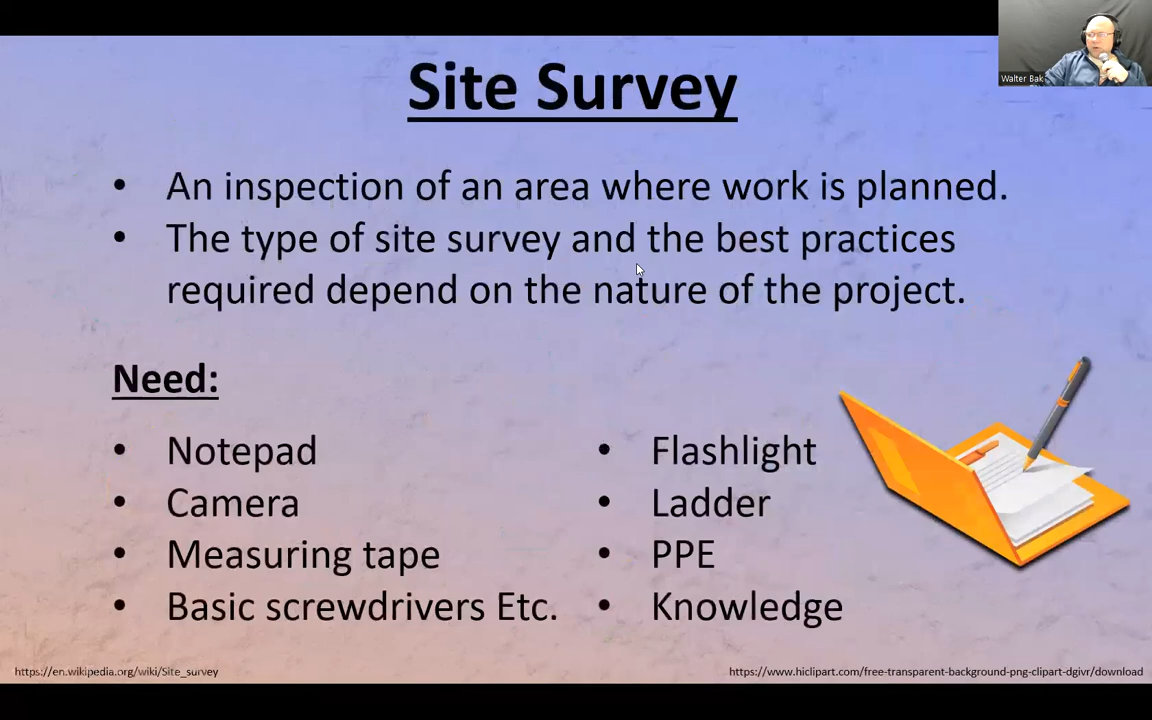 Site Survey
Walter Bak
• An inspection of an area where work is planned.
• The type of site survey and the best practices
required depend on the nature of the project.
Need:
• Notepad
• Camera
• Measuring tape
• Basic screwdrivers Etc.
• Flashlight
• Ladder
• PPE
• Knowledge
https://en.wikipedia.org/wiki/Site_survey
https://www.hiclipart.com/free-transparent-background-png-clipart-dgivr/download